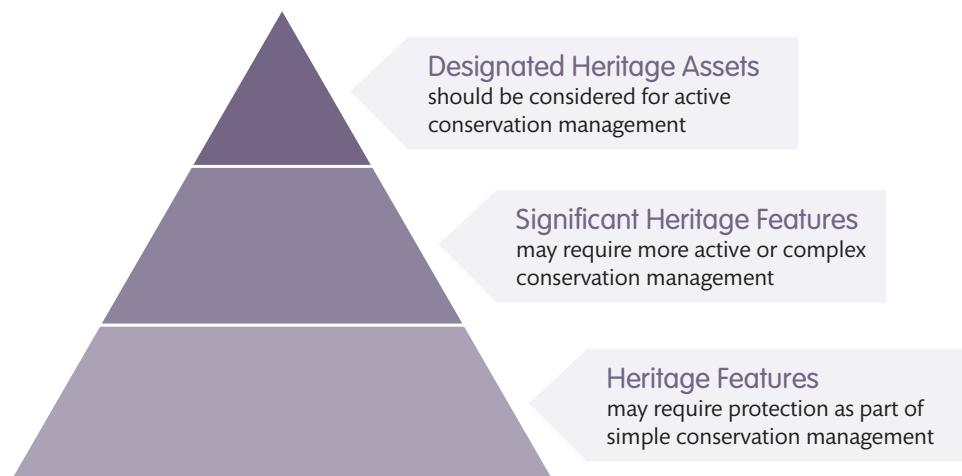 Designated Heritage Assets
should be considered for active
conservation management
Significant Heritage Features
may require more active or complex
conservation management
Heritage Features
may require protection as part of
simple conservation management